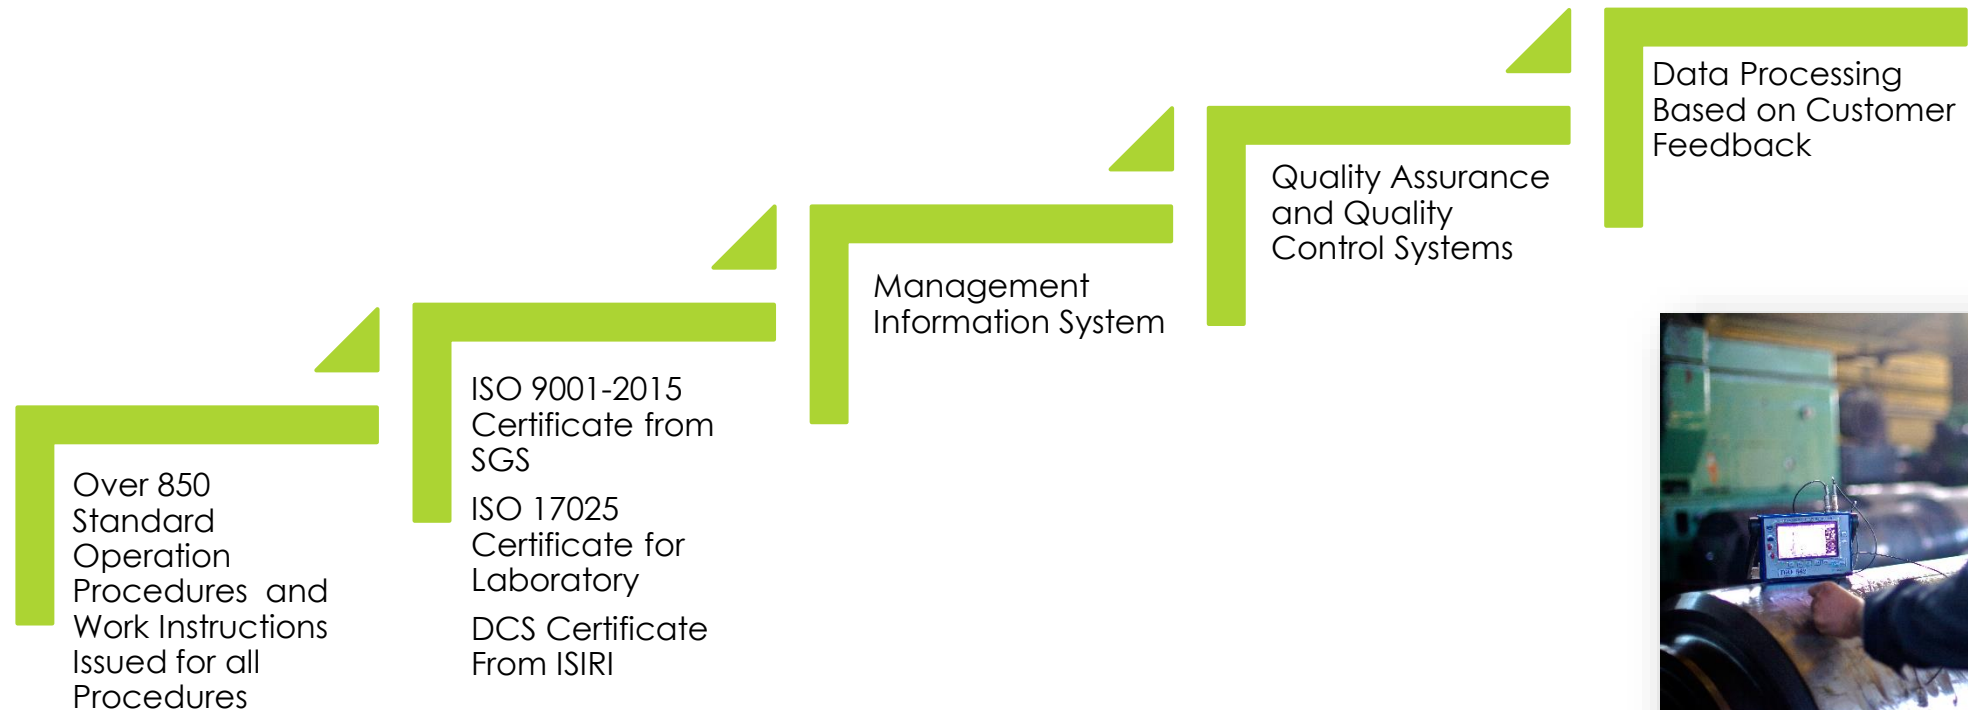 Over 850
Standard
Operation
Procedures  and
Work Instructions
Issued for all
Procedures
ISO 9001-2015
Certificate from
SGS
ISO 17025
Certificate for
Laboratory
DCS Certificate
From ISIRI
Management
Information System
Quality Assurance
and Quality
Control Systems
Data Processing
Based on Customer
Feedback